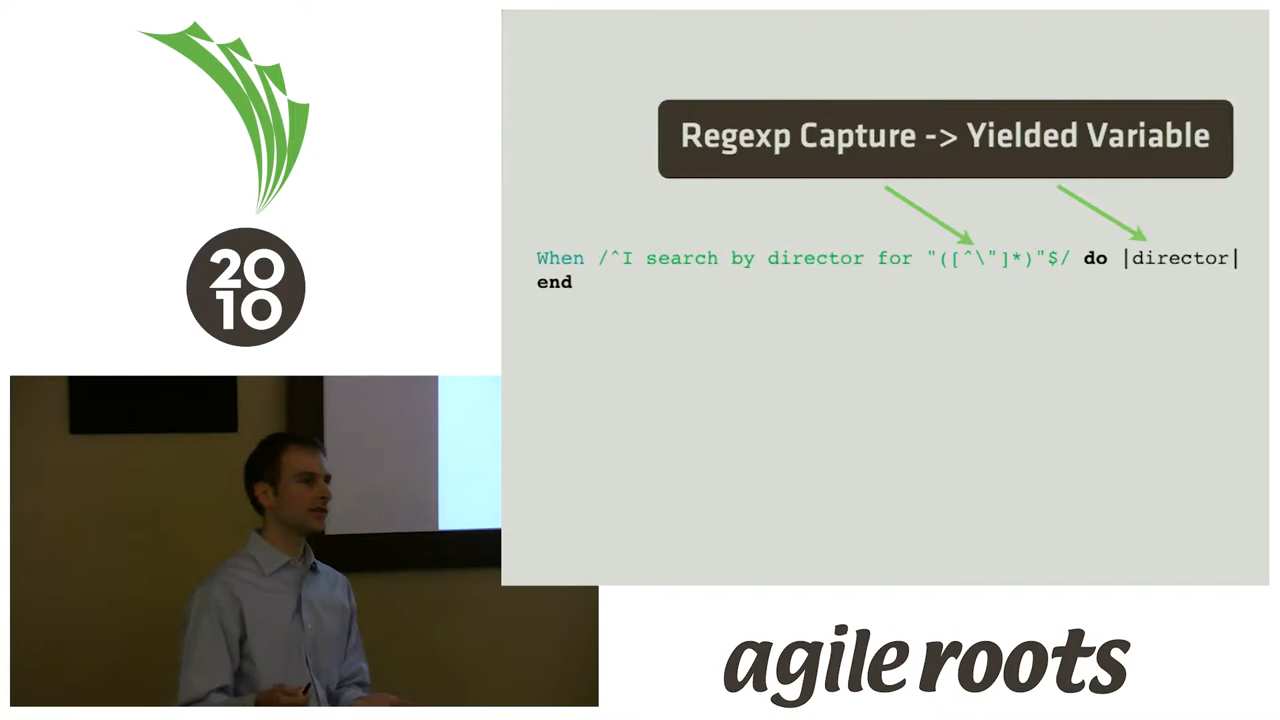 20
10
Regexp Capture -> Yielded Variable
When /^I search by director for "([^\"]*)"$/ do |director|
end
agile roots